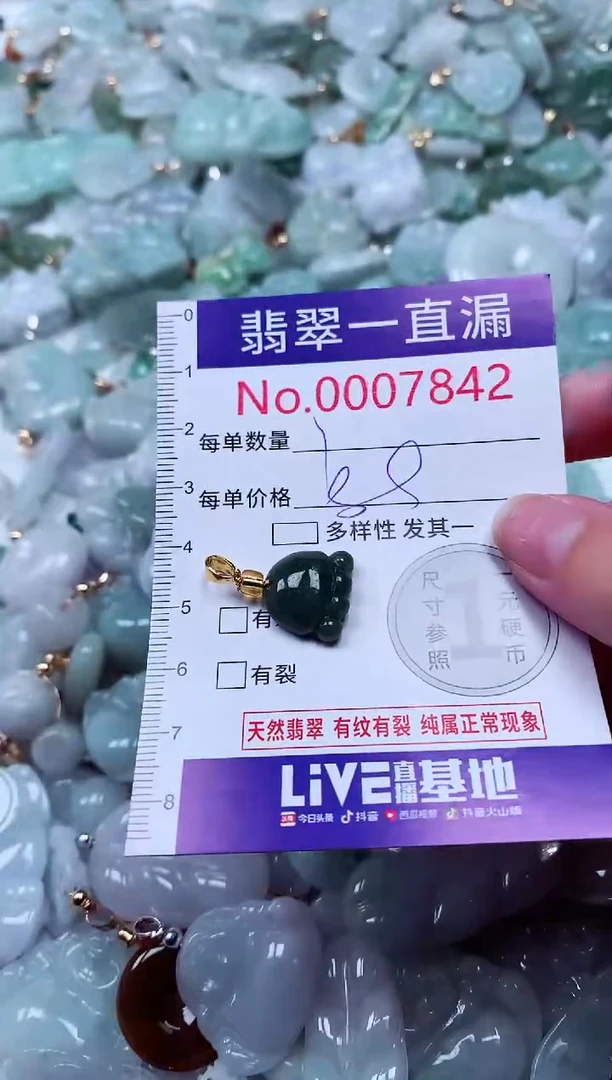 0
翡翠一直漏
1
No.0007842
2
每单数量
3
每单价格
多样性 发其一
4
尺寸参照
1
一元硬币
5
有
6
有裂
天然翡翠 有纹有裂 纯属正常现象
7
LiVE直播基地
8
今日头条 抖音 西瓜视频 抖音火山版